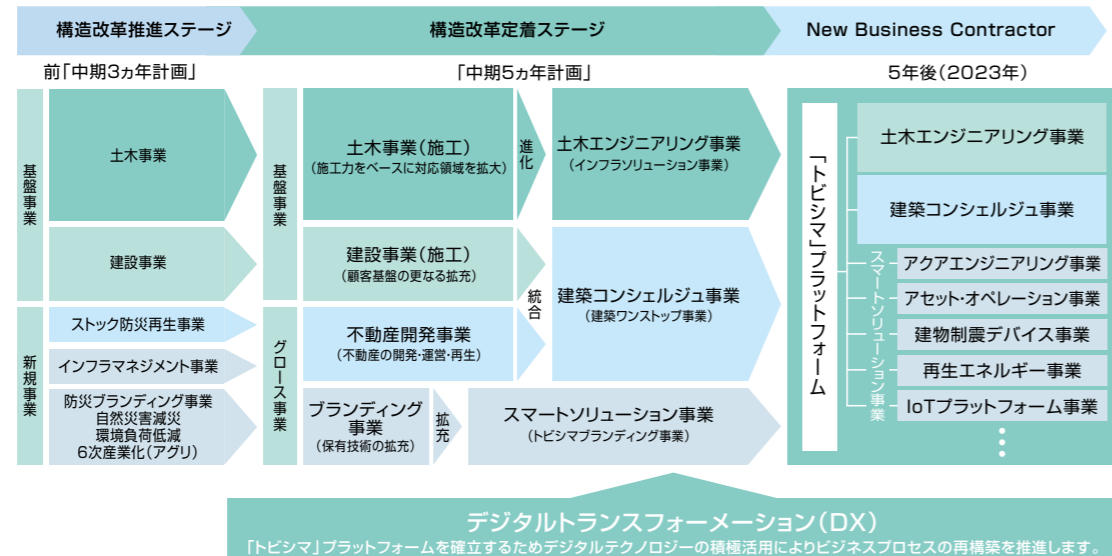 構造改革推進ステージ
構造改革定着ステージ
New Business Contractor
前「中期3ヵ年計画」
「中期5ヵ年計画」
5年後(2023年)
基盤事業
土木事業
建設事業
新規事業
ストック防災再生事業
インフラマネジメント事業
防災ブランディング事業
自然災害減災
環境負荷低減
6次産業化(アグリ)
基盤事業
土木事業(施工)
(施工力をベースに対応領域を拡大)
進化
土木エンジニアリング事業
(インフラソリューション事業)
建設事業(施工)
(顧客基盤の更なる拡充)
グロース事業
不動産開発事業
(不動産の開発・運営・再生)
統合
建築コンシェルジュ事業
(建築ワンストップ事業)
ブランディング
事業
(保有技術の拡充)
拡充
スマートソリューション事業
(トビシマブランディング事業)
「トビシマ」プラットフォーム
土木エンジニアリング事業
建築コンシェルジュ事業
スマートソリューション事業
アクアエンジニアリング事業
アセット・オペレーション事業
建物制震デバイス事業
再生エネルギー事業
IoTプラットフォーム事業
デジタルトランスフォーメーション(DX)
「トビシマ」プラットフォームを確立するためデジタルテクノロジーの積極活用によりビジネスプロセスの再構築を推進します。